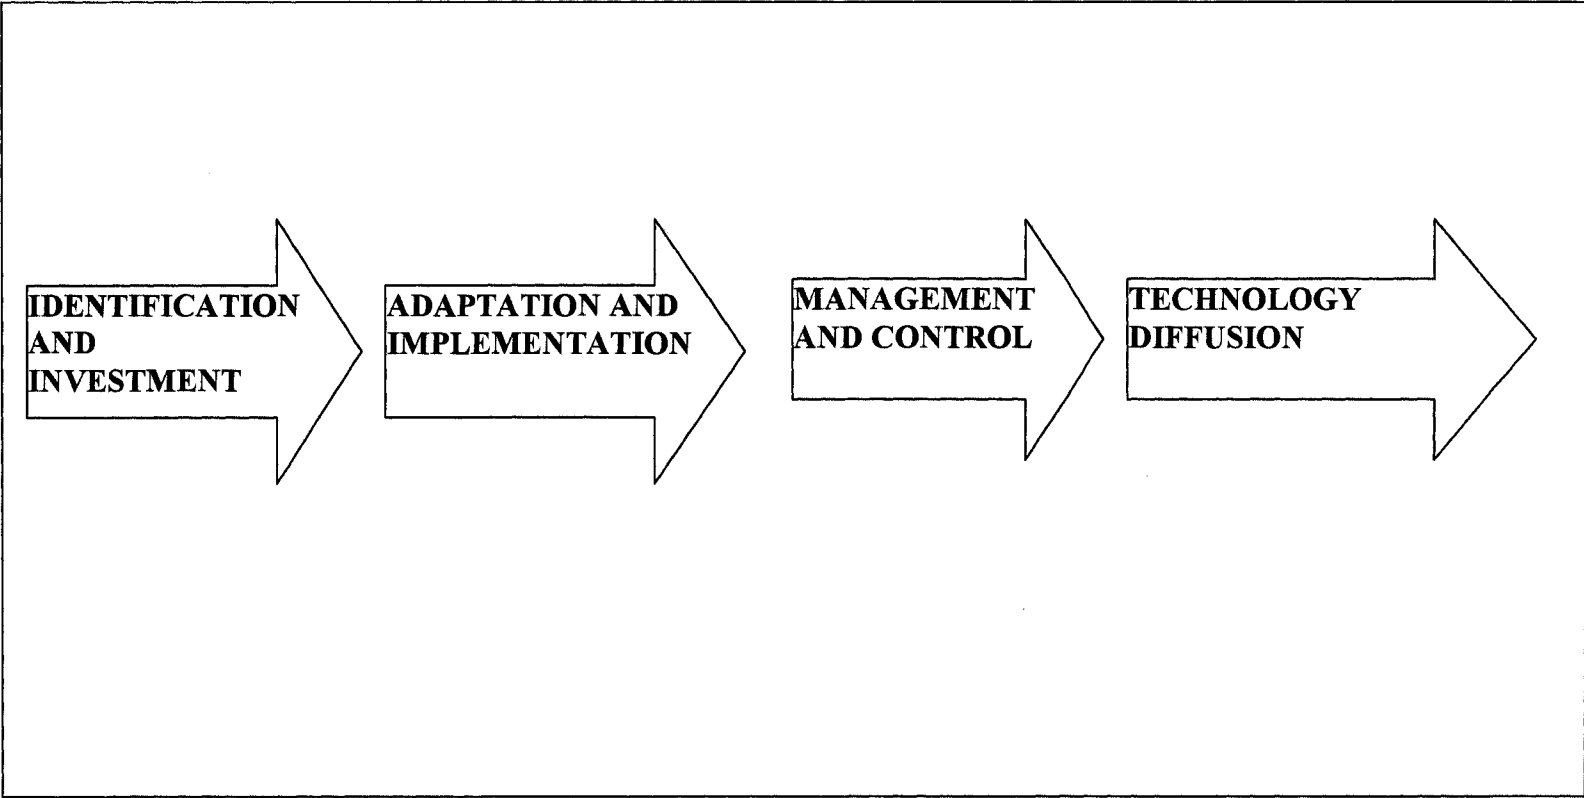 IDENTIFICATION
AND
INVESTMENT
ADAPTATION AND
IMPLEMENTATION
MANAGEMENT
AND CONTROL
TECHNOLOGY
DIFFUSION